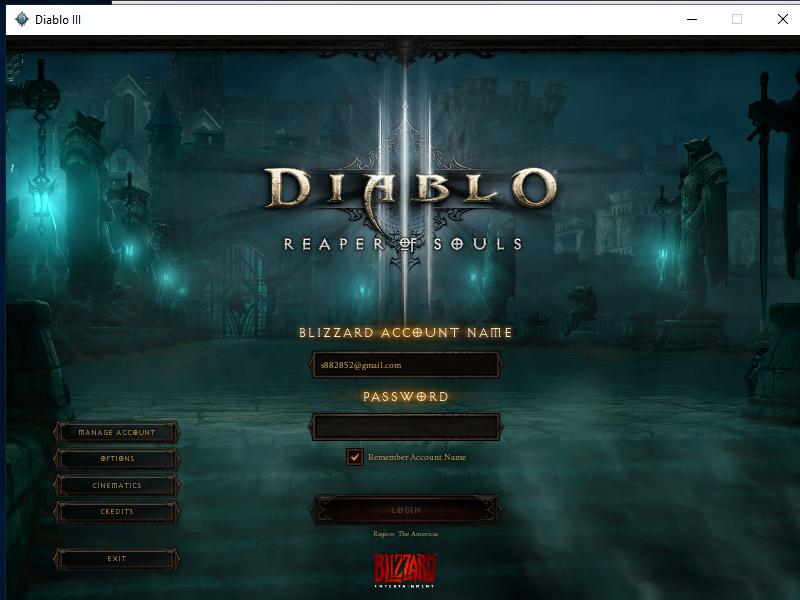 Diablo III
DIABLO
REAPER OF SOULS
BLIZZARD ACCOUNT NAME
s882852@gmail.com
PASSWORD
MANAGE ACCOUNT
OPTIONS
CINEMATICS
CREDITS
EXIT
Remember Account Name
LOGIN
Region: The Americas
BLIZZARD
ENTERTAINMENT